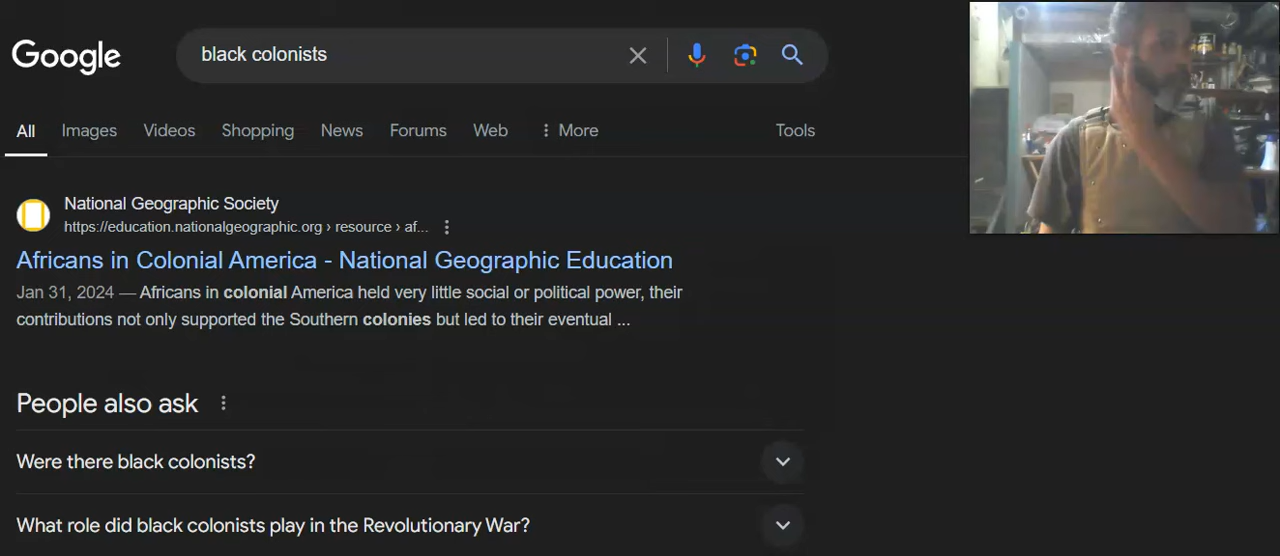 Google
black colonists
All Images Videos Shopping News Forums Web More Tools
National Geographic Society
https://education.nationalgeographic.org › resource › af...
Africans in Colonial America - National Geographic Education
Jan 31, 2024 — Africans in colonial America held very little social or political power, their
contributions not only supported the Southern colonies but led to their eventual ...
People also ask
Were there black colonists?
What role did black colonists play in the Revolutionary War?